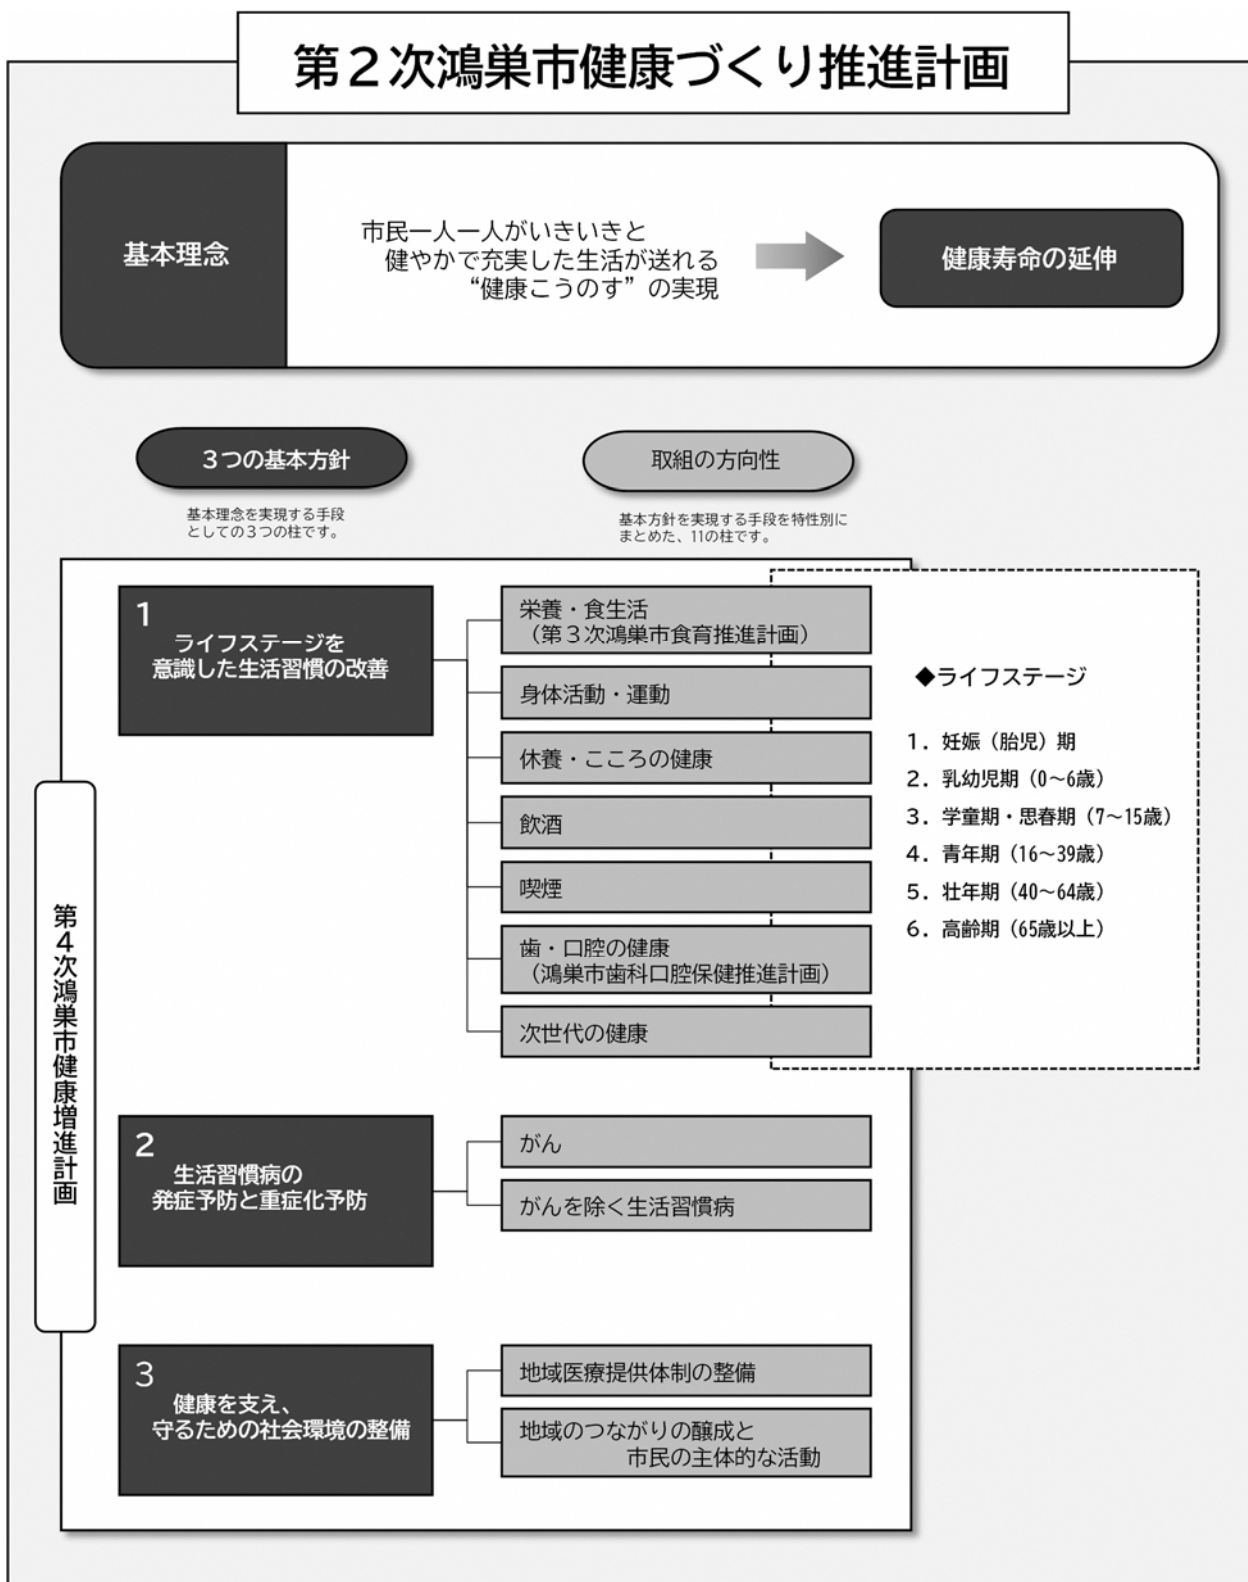 第２次鴻巣市健康づくり推進計画
基本理念
市民一人一人がいきいきと
健やかで充実した生活が送れる
“健康こうのす”の実現
健康寿命の延伸
３つの基本方針
基本理念を実現する手段
としての３つの柱です。
取組の方向性
基本方針を実現する手段を特性別に
まとめた、11の柱です。
第４次鴻巣市健康増進計画
1
ライフステージを
意識した生活習慣の改善
栄養・食生活
（第３次鴻巣市食育推進計画）
身体活動・運動
休養・こころの健康
飲酒
喫煙
歯・口腔の健康
（鴻巣市歯科口腔保健推進計画）
次世代の健康
◆ライフステージ
1．妊娠（胎児）期
2．乳幼児期（0～6歳）
3．学童期・思春期（7～15歳）
4．青年期（16～39歳）
5．壮年期（40～64歳）
6．高齢期（65歳以上）
2
生活習慣病の
発症予防と重症化予防
がん
がんを除く生活習慣病
3
健康を支え、
守るための社会環境の整備
地域医療提供体制の整備
地域のつながりの醸成と
市民の主体的な活動